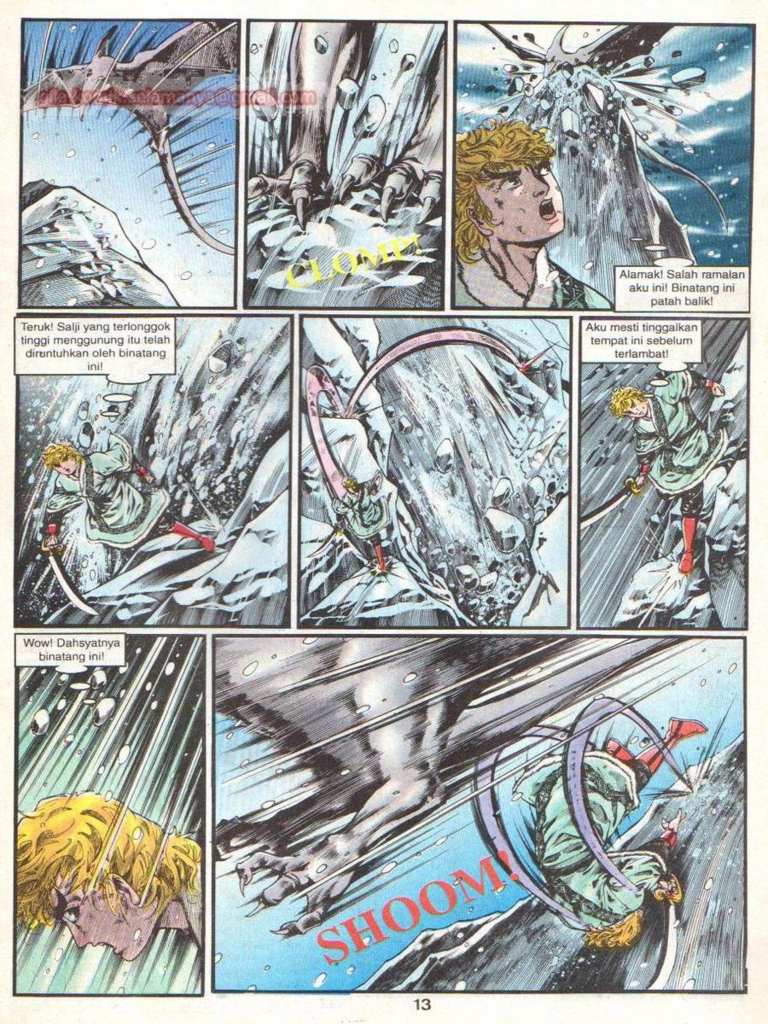 CLOMP!
Alamak! Salah ramalan
aku ini! Binatang ini
patah balik!
Teruk! Salji yang terlonggok
tinggi menggunung itu telah
diruntuhkan oleh binatang
ini!
Aku mesti tinggalkan
tempat ini sebelum
terlambat!
Wow! Dahsyatnya
binatang ini!
SHOOM!
13